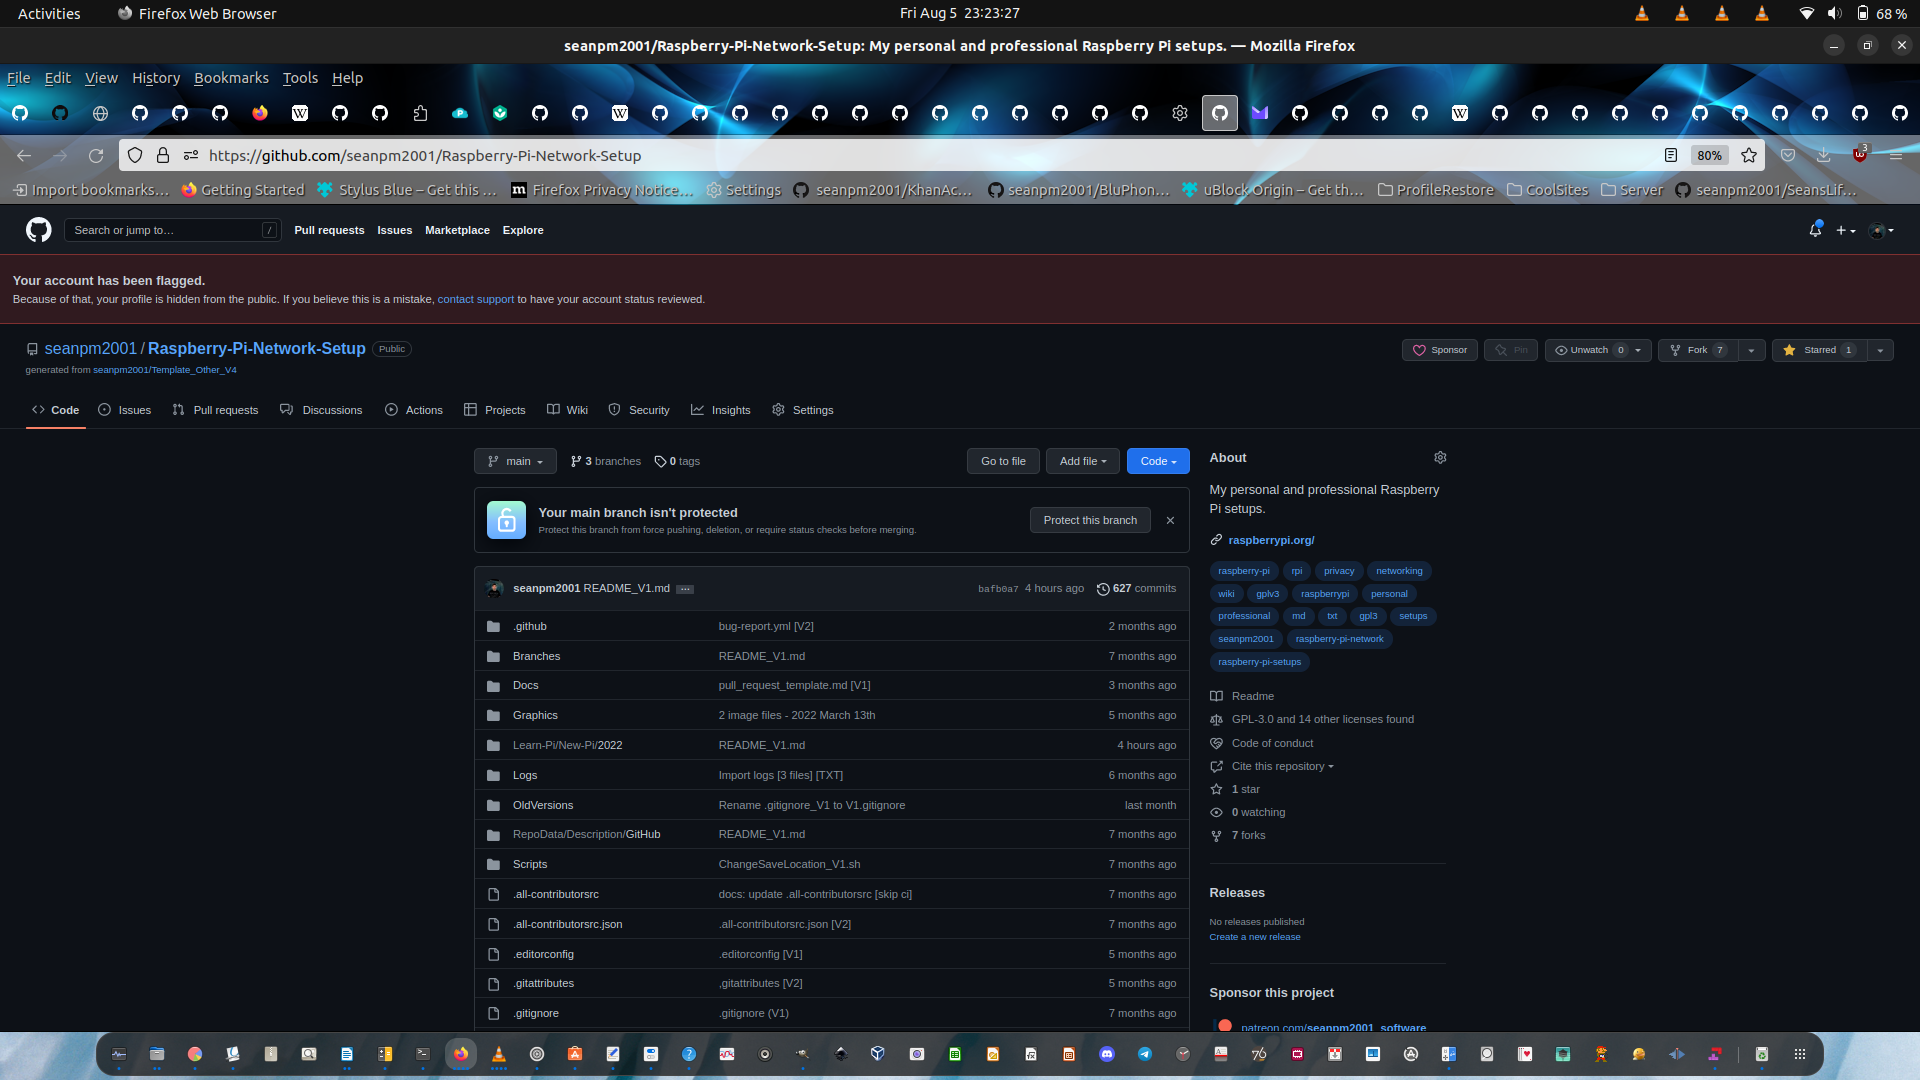 Activities Firefox Web Browser Fri Aug 5 23:23:27 68 %
seanpm2001/Raspberry-Pi-Network-Setup: My personal and professional Raspberry Pi setups. — Mozilla Firefox
File Edit View History Bookmarks Tools Help
https://github.com/seanpm2001/Raspberry-Pi-Network-Setup 80% 3
Import bookmarks… Getting Started Stylus Blue – Get this … Firefox Privacy Notice… Settings seanpm2001/KhanAc… seanpm2001/BluPhon… uBlock Origin – Get th… ProfileRestore CoolSites Server seanpm2001/SeansLif…
Search or jump to… / Pull requests Issues Marketplace Explore
Your account has been flagged.
Because of that, your profile is hidden from the public. If you believe this is a mistake, contact support to have your account status reviewed.
seanpm2001 / Raspberry-Pi-Network-Setup Public Sponsor Pin Unwatch 0 Fork 7 Starred 1
generated from seanpm2001/Template_Other_V4
Code Issues Pull requests Discussions Actions Projects Wiki Security Insights Settings
main 3 branches 0 tags Go to file Add file Code
Your main branch isn't protected
Protect this branch from force pushing, deletion, or require status checks before merging.
Protect this branch
seanpm2001 README_V1.md … bafb0a7 4 hours ago 627 commits
.github bug-report.yml [V2] 2 months ago
Branches README_V1.md 7 months ago
Docs pull_request_template.md [V1] 3 months ago
Graphics 2 image files - 2022 March 13th 5 months ago
Learn-Pi/New-Pi/2022 README_V1.md 4 hours ago
Logs Import logs [3 files] [TXT] 6 months ago
OldVersions Rename .gitignore_V1 to V1.gitignore last month
RepoData/Description/GitHub README_V1.md 7 months ago
Scripts ChangeSaveLocation_V1.sh 7 months ago
.all-contributorsrc docs: update .all-contributorsrc [skip ci] 7 months ago
.all-contributorsrc.json .all-contributorsrc.json [V2] 7 months ago
.editorconfig .editorconfig [V1] 5 months ago
.gitattributes .gitattributes [V2] 5 months ago
.gitignore .gitignore (V1) 7 months ago
About
My personal and professional Raspberry
Pi setups.
raspberrypi.org/
raspberry-pi rpi privacy networking
wiki gplv3 raspberrypi personal
professional md txt gpl3 setups
seanpm2001 raspberry-pi-network
raspberry-pi-setups
Readme
GPL-3.0 and 14 other licenses found
Code of conduct
Cite this repository
1 star
0 watching
7 forks
Releases
No releases published
Create a new release
Sponsor this project
patreon.com/seanpm2001_software